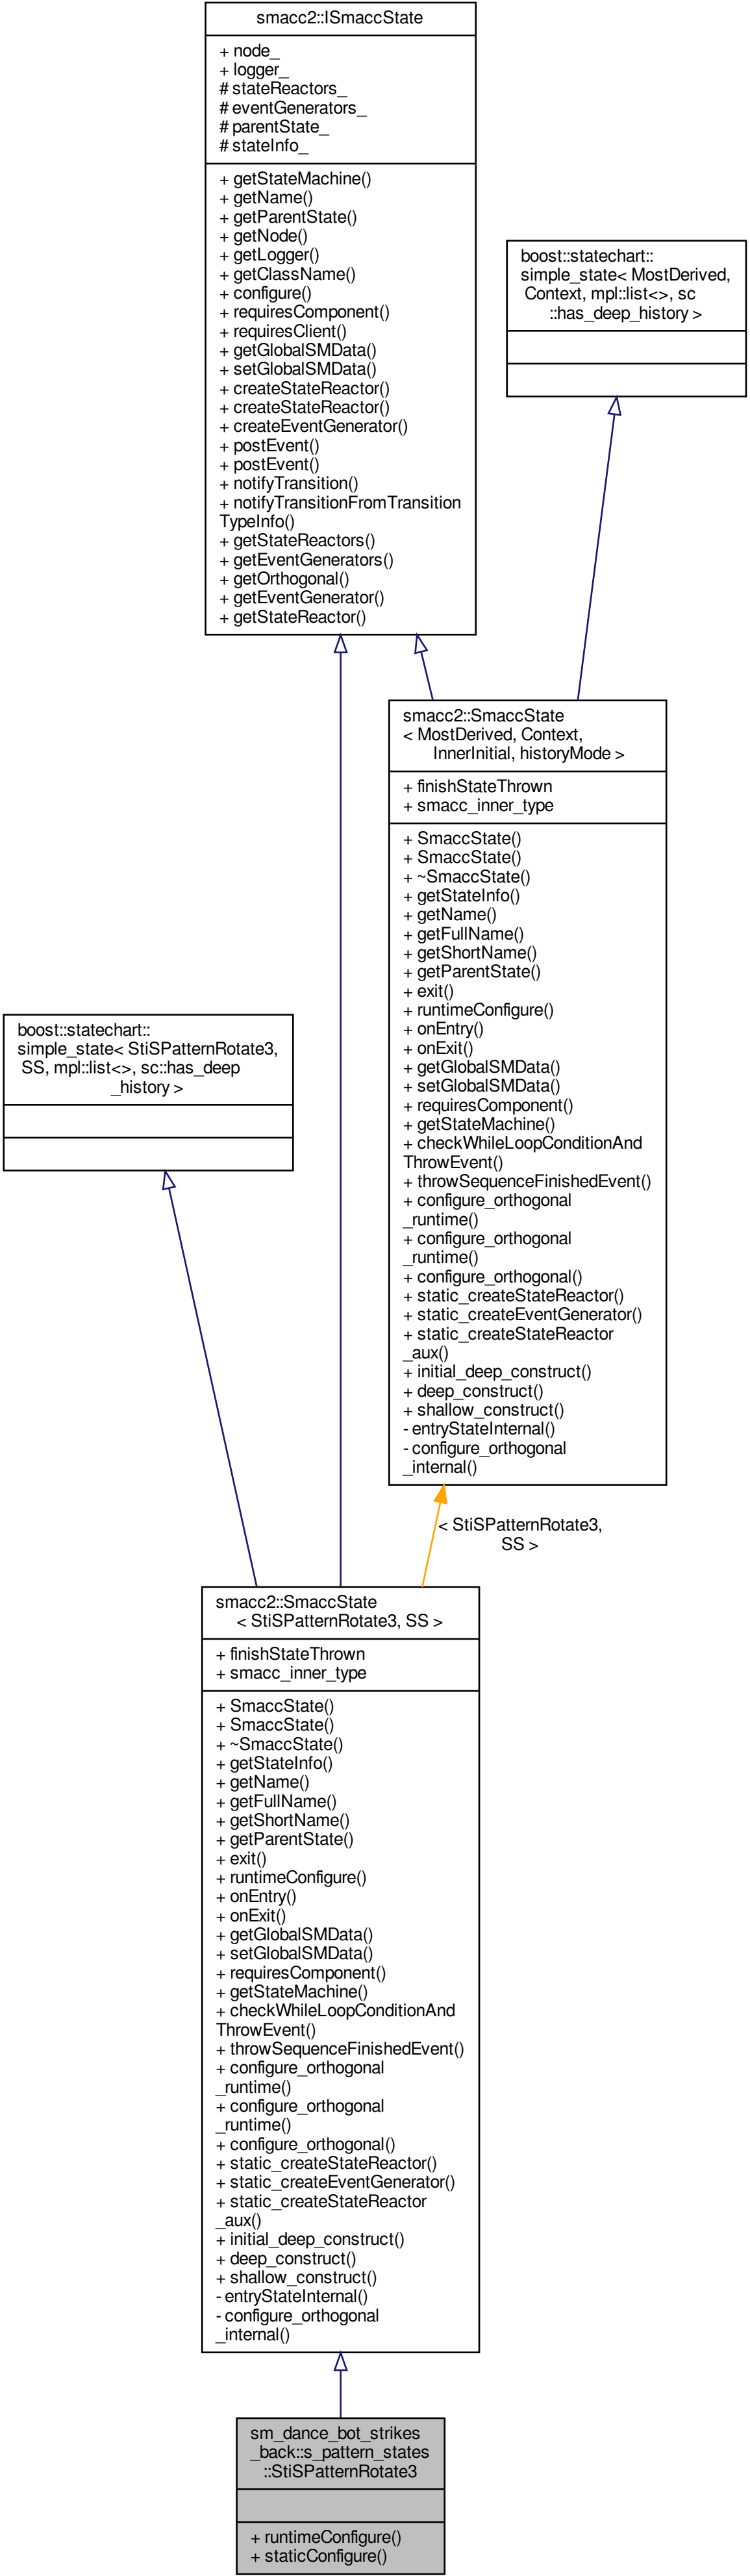 smacc2::ISmaccState
+ node_
+ logger_
# stateReactors_
# eventGenerators_
# parentState_
# stateInfo_
+ getStateMachine()
+ getName()
+ getParentState()
+ getNode()
+ getLogger()
+ getClassName()
+ configure()
+ requiresComponent()
+ requiresClient()
+ getGlobalSMData()
+ setGlobalSMData()
+ createStateReactor()
+ createStateReactor()
+ createEventGenerator()
+ postEvent()
+ postEvent()
+ notifyTransition()
+ notifyTransitionFromTransition
TypeInfo()
+ getStateReactors()
+ getEventGenerators()
+ getOrthogonal()
+ getEventGenerator()
+ getStateReactor()
boost::statechart::
simple_state< MostDerived,
Context, mpl::list<>, sc
::has_deep_history >
smacc2::SmaccState
< MostDerived, Context,
InnerInitial, historyMode >
+ finishStateThrown
+ smacc_inner_type
+ SmaccState()
+ SmaccState()
+ ~SmaccState()
+ getStateInfo()
+ getName()
+ getFullName()
+ getShortName()
+ getParentState()
+ exit()
+ runtimeConfigure()
+ onEntry()
+ onExit()
+ getGlobalSMData()
+ setGlobalSMData()
+ requiresComponent()
+ getStateMachine()
+ checkWhileLoopConditionAnd
ThrowEvent()
+ throwSequenceFinishedEvent()
+ configure_orthogonal
_runtime()
+ configure_orthogonal
_runtime()
+ configure_orthogonal()
+ static_createStateReactor()
+ static_createEventGenerator()
+ static_createStateReactor
_aux()
+ initial_deep_construct()
+ deep_construct()
+ shallow_construct()
- entryStateInternal()
- configure_orthogonal
_internal()
boost::statechart::
simple_state< StiSPatternRotate3,
SS, mpl::list<>, sc::has_deep
_history >
< StiSPatternRotate3,
SS >
smacc2::SmaccState
< StiSPatternRotate3, SS >
+ finishStateThrown
+ smacc_inner_type
+ SmaccState()
+ SmaccState()
+ ~SmaccState()
+ getStateInfo()
+ getName()
+ getFullName()
+ getShortName()
+ getParentState()
+ exit()
+ runtimeConfigure()
+ onEntry()
+ onExit()
+ getGlobalSMData()
+ setGlobalSMData()
+ requiresComponent()
+ getStateMachine()
+ checkWhileLoopConditionAnd
ThrowEvent()
+ throwSequenceFinishedEvent()
+ configure_orthogonal
_runtime()
+ configure_orthogonal
_runtime()
+ configure_orthogonal()
+ static_createStateReactor()
+ static_createEventGenerator()
+ static_createStateReactor
_aux()
+ initial_deep_construct()
+ deep_construct()
+ shallow_construct()
- entryStateInternal()
- configure_orthogonal
_internal()
sm_dance_bot_strikes
_back::s_pattern_states
::StiSPatternRotate3
+ runtimeConfigure()
+ staticConfigure()